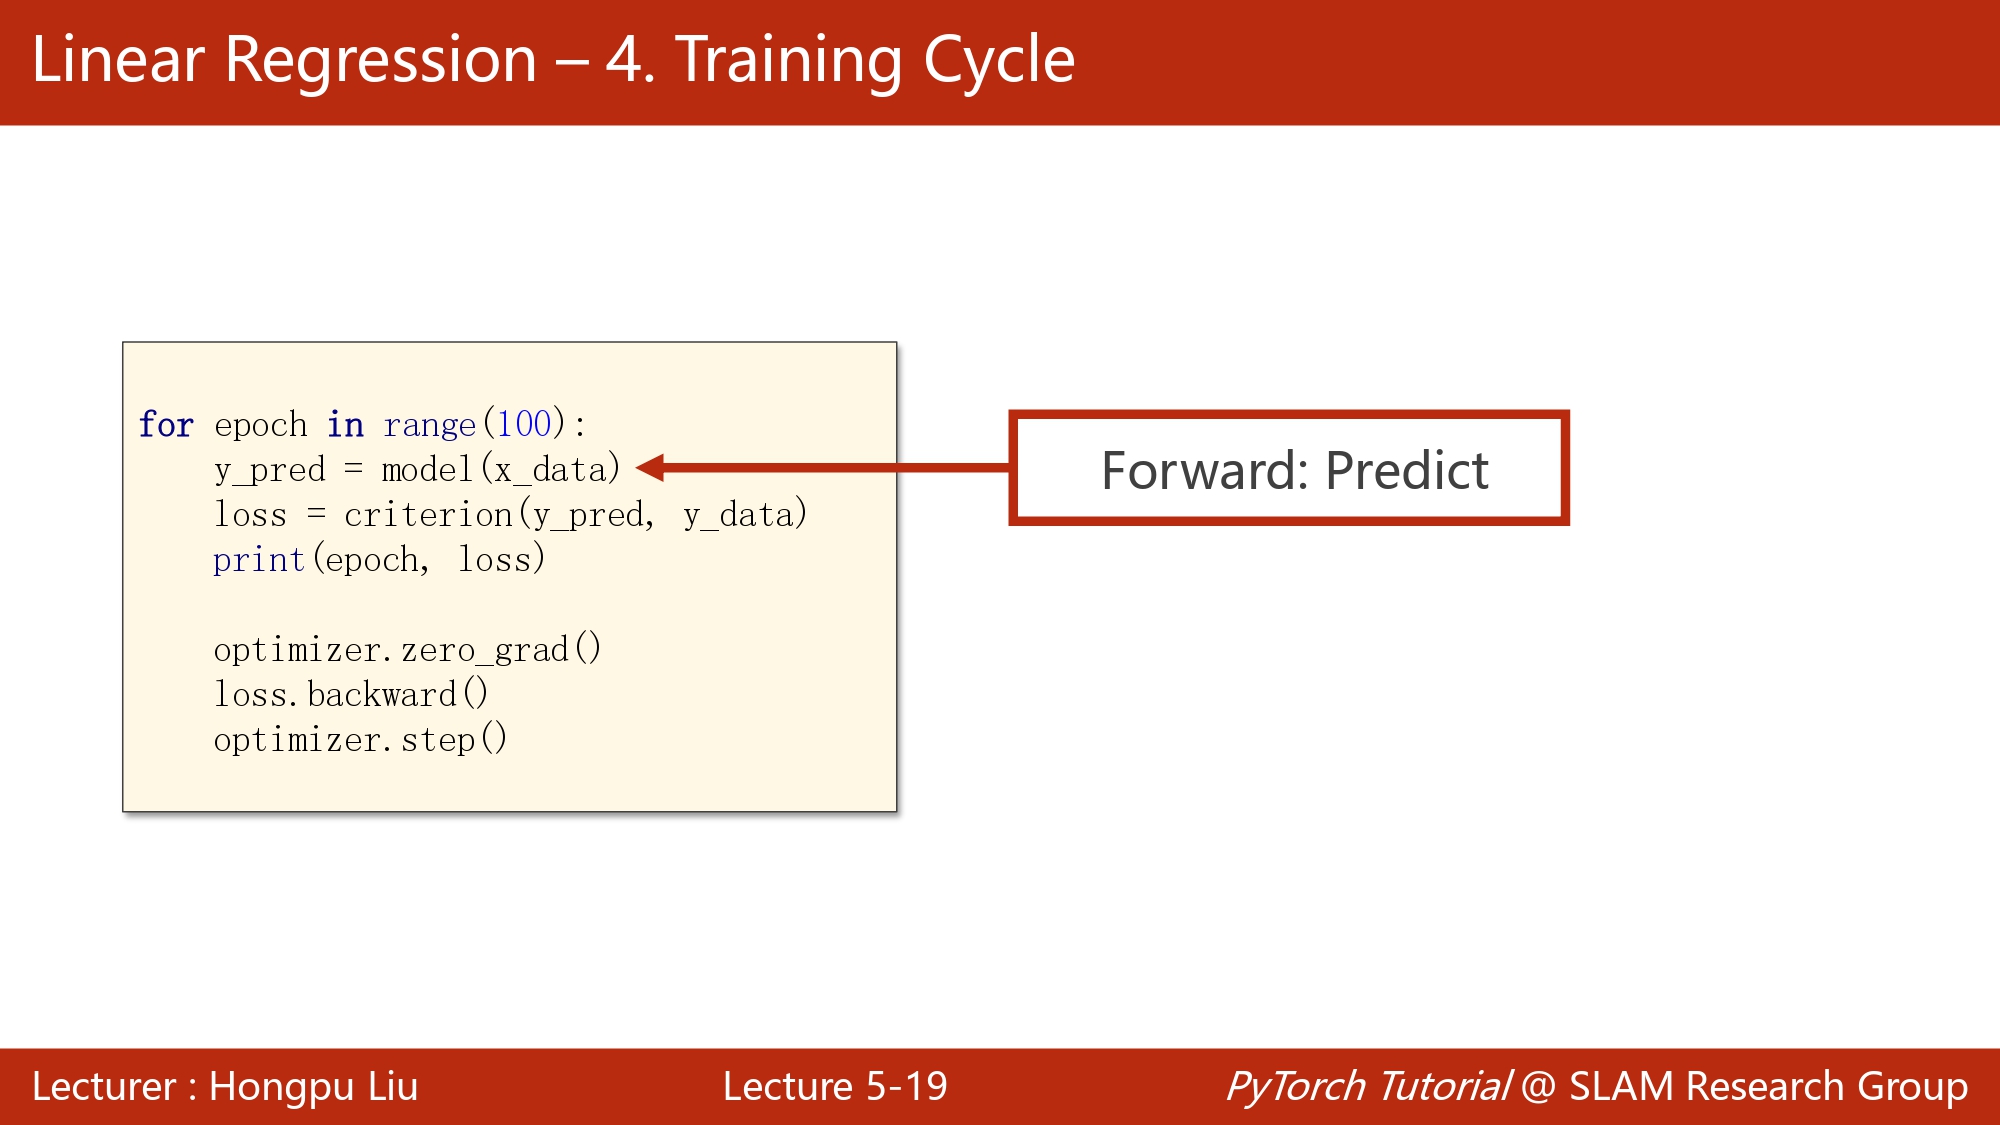 Linear Regression – 4. Training Cycle
for epoch in range(100):
    y_pred = model(x_data)
    loss = criterion(y_pred, y_data)
    print(epoch, loss)
    optimizer.zero_grad()
    loss.backward()
    optimizer.step()
Forward: Predict
Lecturer : Hongpu Liu
Lecture 5-19
PyTorch Tutorial @ SLAM Research Group